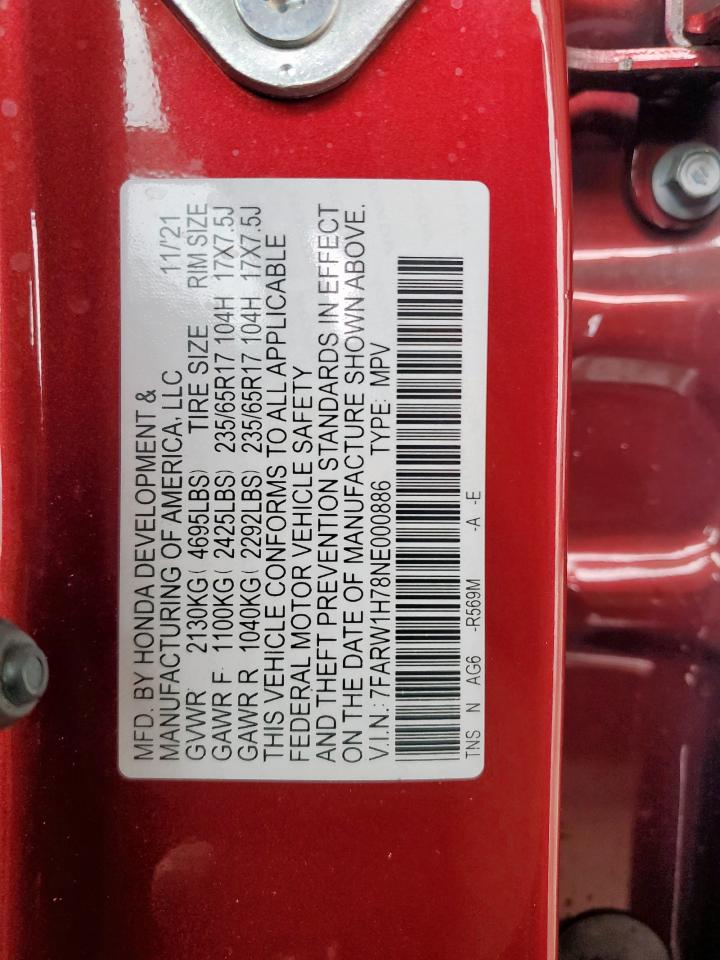 MFD. BY HONDA DEVELOPMENT &
MANUFACTURING OF AMERICA, LLC 11/'21
GVWR 2130KG ( 4695LBS) TIRE SIZE RIM SIZE
GAWR F 1100KG ( 2425LBS) 235/65R17 104H 17X7.5J
GAWR R 1040KG ( 2292LBS) 235/65R17 104H 17X7.5J
THIS VEHICLE CONFORMS TO ALL APPLICABLE
FEDERAL MOTOR VEHICLE SAFETY
AND THEFT PREVENTION STANDARDS IN EFFECT
ON THE DATE OF MANUFACTURE SHOWN ABOVE.
V.I.N.: 7FARW1H78NE000886 TYPE: MPV
TNS N AG6 -R569M -A -E